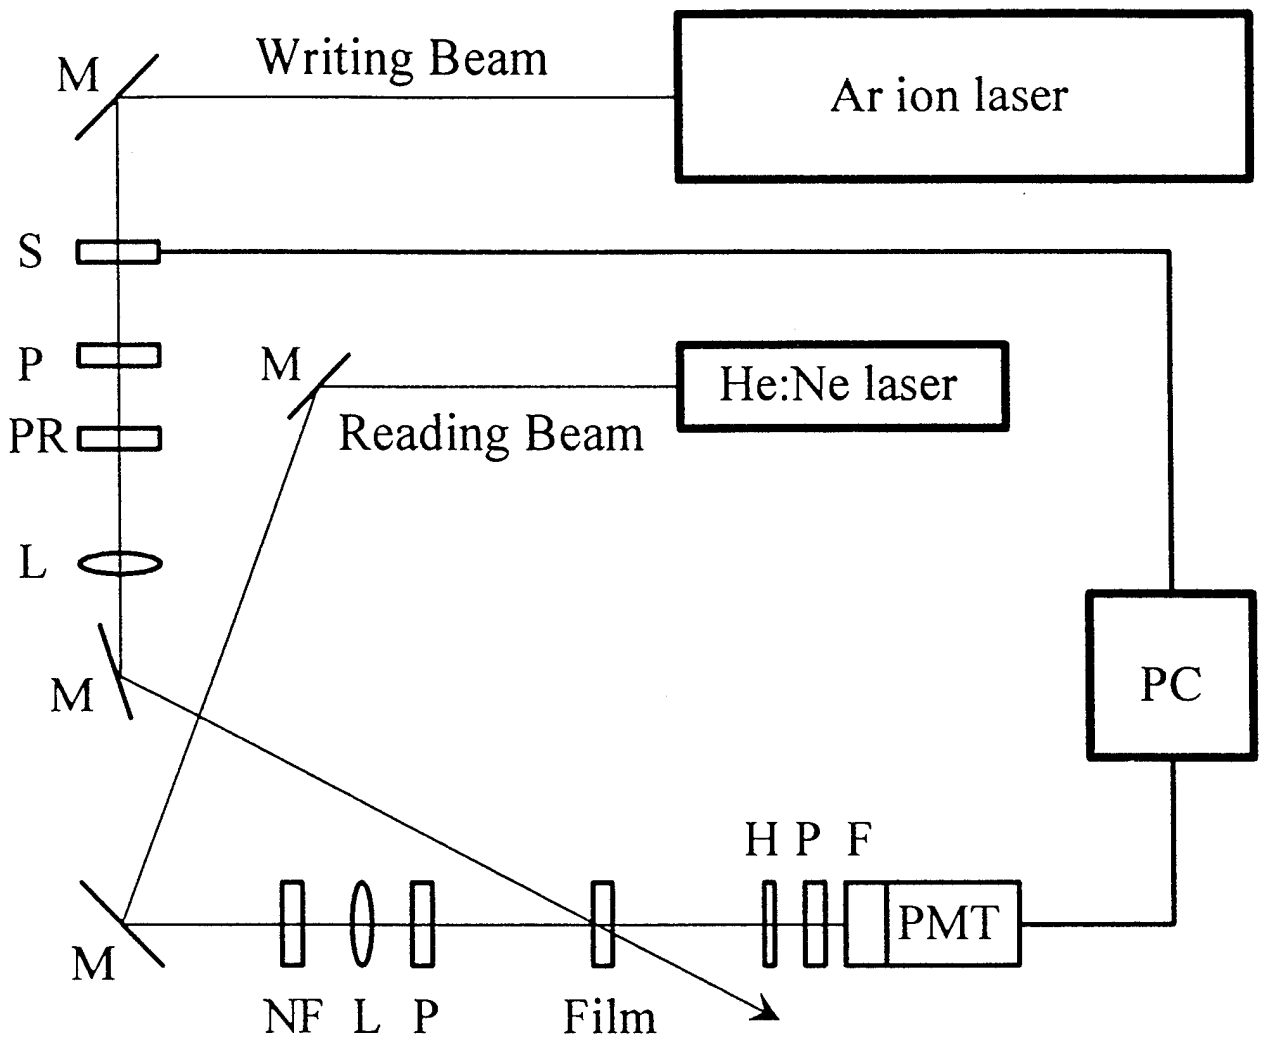 M
Writing Beam
Ar ion laser
S
P
M
He:Ne laser
PR
Reading Beam
L
M
PC
H P F
PMT
M
NF L P Film